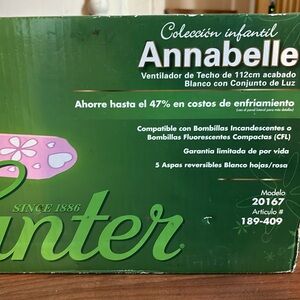 Colección infantil
Annabelle
Ventilador de Techo de 112cm acabado
Blanco con Conjunto de Luz
Ahorre hasta el 47% en costos de enfriamiento
Compatible con Bombillas Incandescentes o
Bombillas Fluorescentes Compactas (CFL)
Garantia limitada de por vida
5 Aspas reversibles Blanco hojas/rosa
Modelo
20167
Artículo #
189-409
SINCE 1886
unter